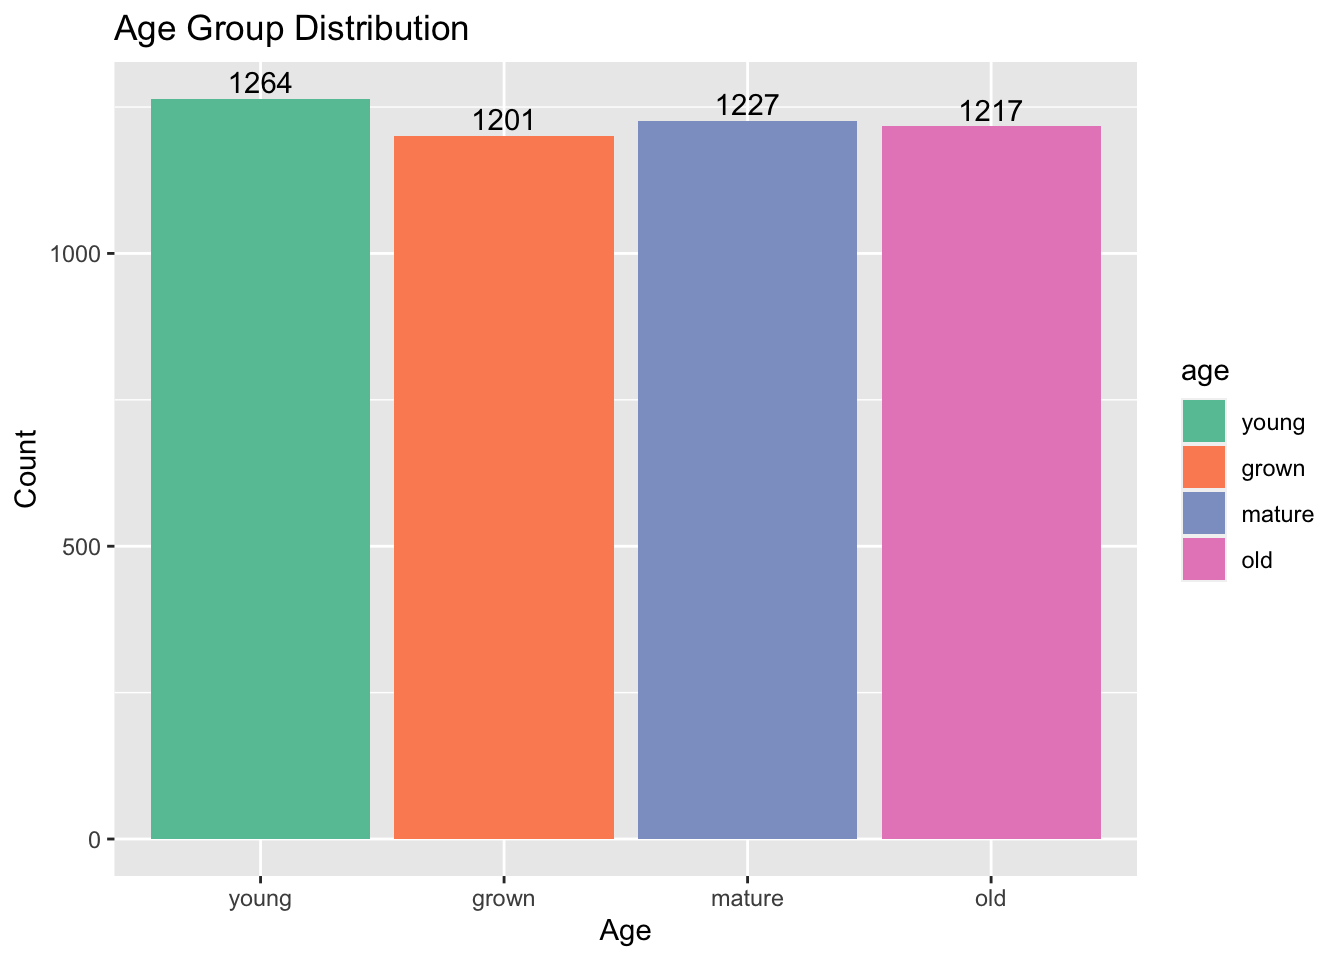 Age Group Distribution
1264
1201
1227
1217
1000
500
0
Count
young
grown
mature
old
Age
age
young
grown
mature
old